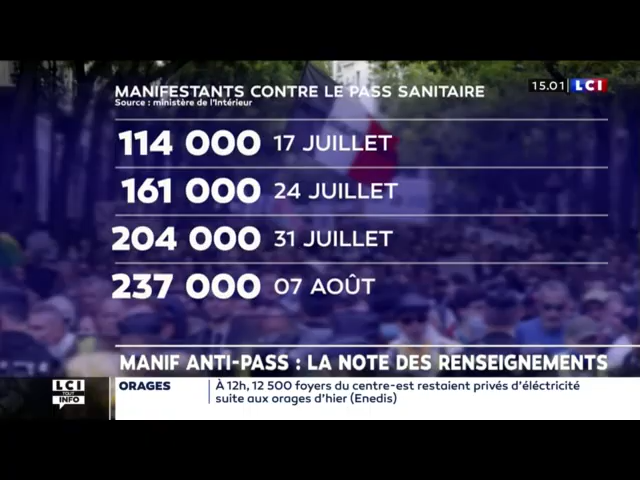 MANIFESTANTS CONTRE LE PASS SANITAIRE
15.01 LCI
Source : ministère de l'Intérieur
114 000 17 JUILLET
161 000 24 JUILLET
204 000 31 JUILLET
237 000 07 AOÛT
MANIF ANTI-PASS : LA NOTE DES RENSEIGNEMENTS
LCI
TOUT
INFO
ORAGES
À 12h, 12 500 foyers du centre-est restaient privés d'éléctricité
suite aux orages d'hier (Enedis)